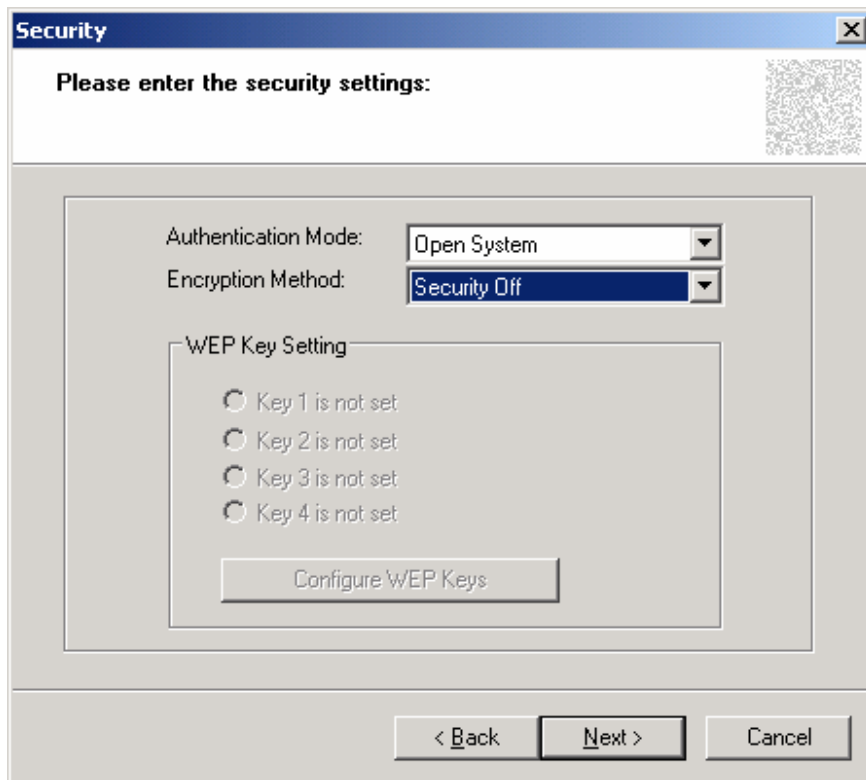 Security
Please enter the security settings:
Authentication Mode: Open System
Encryption Method: Security Off
WEP Key Setting
Key 1 is not set
Key 2 is not set
Key 3 is not set
Key 4 is not set
Configure WEP Keys
< Back Next > Cancel